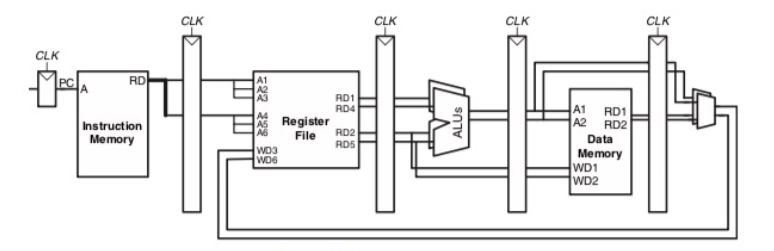 CLK
CLK
CLK
CLK
CLK
PC
A
RD
Instruction
Memory
A1
A2
A3
A4
A5
A6
WD3
WD6
Register
File
RD1
RD4
RD2
RD5
ALUs
A1
A2
RD1
RD2
Data
Memory
WD1
WD2